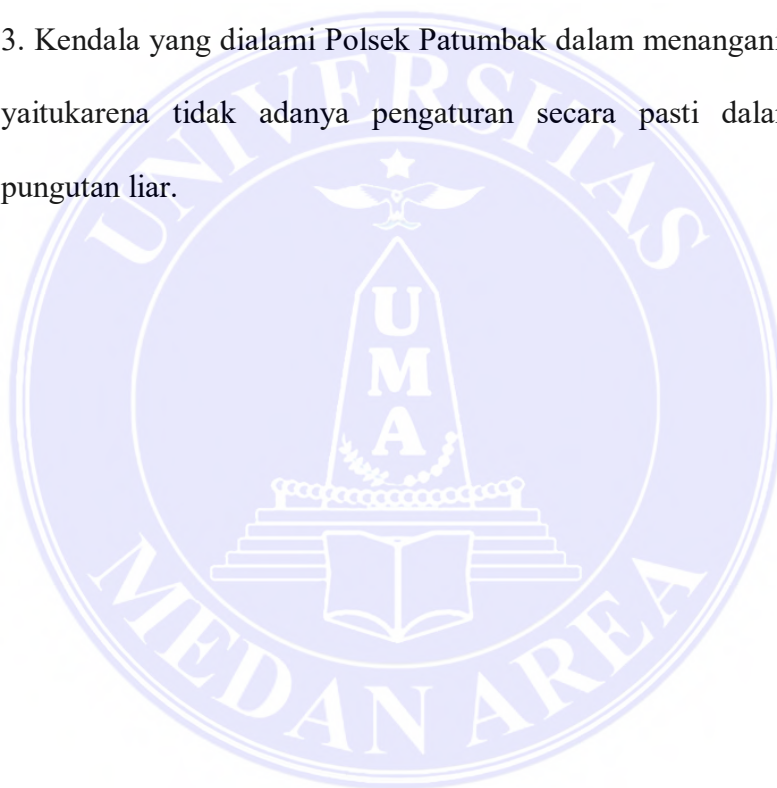 3. Kendala yang dialami Polsek Patumbak dalam menangani
yaitukarena tidak adanya pengaturan secara pasti
pungutan liar.
UNIVERSITAS
UMA
MEDAN AREA